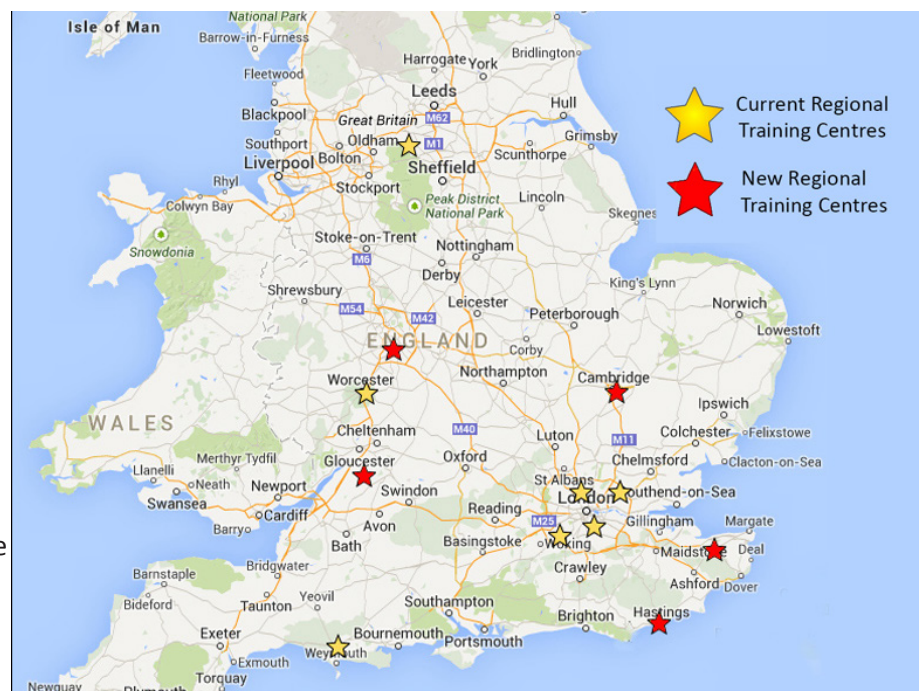 National Park
Isle of Man
Barrow-in-Furness
Bridlington
Harrogate
York
Fleetwood
Leeds
Blackpool
Hull
Great Britain
M62
Southport
Oldham
M1
Grimsby
Bolton
Scunthorpe
Liverpool
Sheffield
Stockport
Rhyl
Colwyn Bay
Peak District
National Park
Lincoln
Skegness
Snowdonia
Stoke-on-Trent
Nottingham
M6
Derby
King's Lynn
Shrewsbury
Leicester
Norwich
M54
M42
Peterborough
Lowestoft
ENGLAND
Corby
Worcester
Northampton
Cambridge
Ipswich
WALES
M40
M11
Felixstowe
Cheltenham
Luton
Colchester
Merthyr Tydfil
Gloucester
Oxford
Chelmsford
Clacton-on-Sea
Llanelli
Neath
St Albans
Swansea
Newport
Swindon
London
Southend-on-Sea
Cardiff
Avon
Reading
M25
Gillingham
Margate
Barry
Bath
Basingstoke
Woking
Maidstone
Deal
e
Bridgwater
Crawley
Ashford
Dover
Barnstaple
Bideford
Taunton
Yeovil
Southampton
Brighton
Hastings
Exeter
Bournemouth
Portsmouth
Exmouth
Weymouth
Torquay
Newquay
Plymouth
Current Regional
Training Centres
New Regional
Training Centres